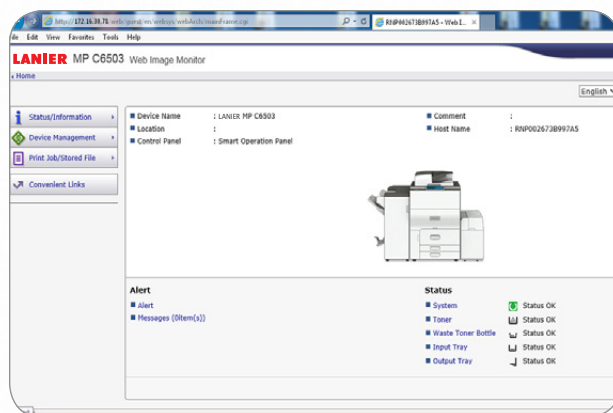 http://172.16.30.71/web/guest/en/websys/webArch/mainFrame.cgi
RNP002673B997A5 - Web I...
Edit View Favorites Tools Help
LANIER MP C6503 Web Image Monitor
Home
English
Status/Information
Device Management
Print Job/Stored File
Convenient Links
Device Name : LANIER MP C6503
Location :
Control Panel : Smart Operation Panel
Comment :
Host Name : RNP002673B997A5
Alert
Alert
Messages (0item(s))
Status
System Status OK
Toner Status OK
Waste Toner Bottle Status OK
Input Tray Status OK
Output Tray Status OK